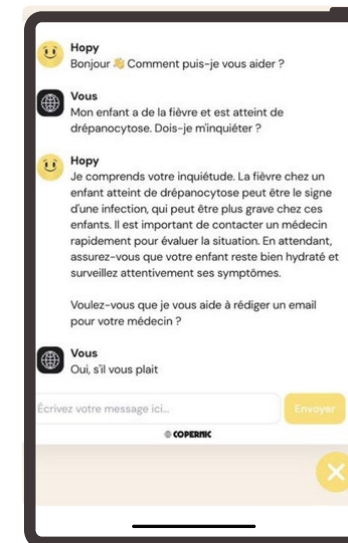 Hopy
Bonjour 👋 Comment puis-je vous aider ?
Vous
Mon enfant a de la fièvre et est atteint de
drépanocytose. Dois-je m'inquiéter ?
Hopy
Je comprends votre inquiétude. La fièvre chez un
enfant atteint de drépanocytose peut être le signe
d'une infection, qui peut être plus grave chez ces
enfants. Il est important de contacter un médecin
rapidement pour évaluer la situation. En attendant,
assurez-vous que votre enfant reste bien hydraté et
surveillez attentivement ses symptômes.
Voulez-vous que je vous aide à rédiger un email
pour votre médecin ?
Vous
Oui, s'il vous plait
Écrivez votre message ici...
Envoyer
© COPERNIC